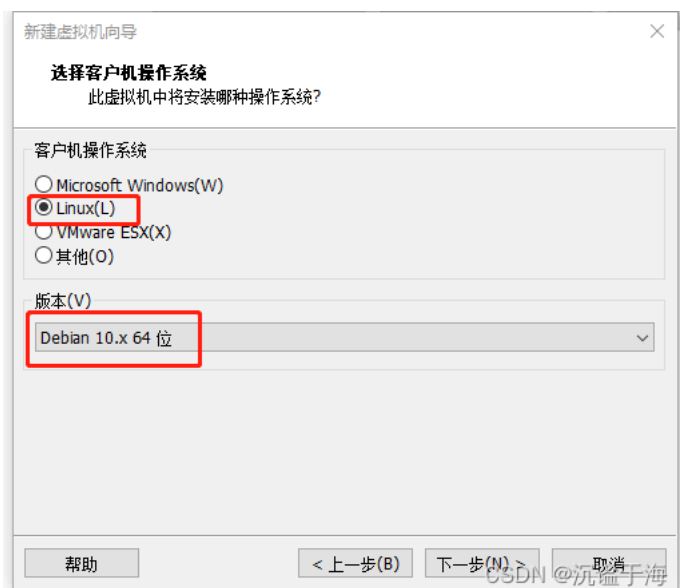 新建虚拟机向导
选择客户机操作系统
此虚拟机中将安装哪种操作系统?
客户机操作系统
Microsoft Windows(W)
Linux(L)
VMware ESX(X)
其他(O)
版本(V)
Debian 10.x 64 位
帮助
< 上一步(B)
下一步(N) >
取消
CSDN @沉谧于海